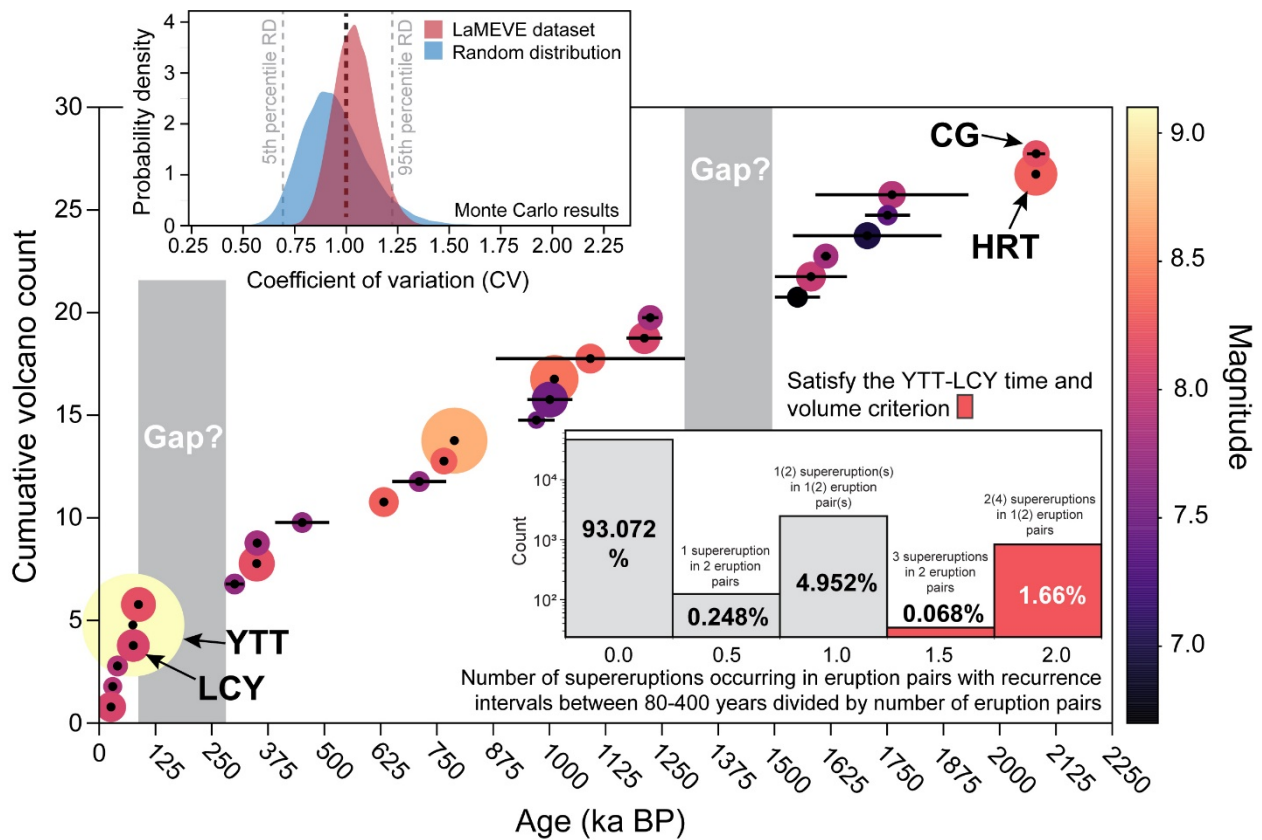 Probability density
4
3
2
1
0
5th percentile RD
95th percentile RD
LaMEVE dataset
Random distribution
Monte Carlo results
0.25
0.50
0.75
1.00
1.25
2.00
2.00
2.25
Coefficient of variation (CV)
Cumuative volcano count
30
25
20
15
10
5
0
Gap?
Gap?
CG
HRT
YTT
LCY
Satisfy the YTT-LCY time and
volume criterion
Count
10⁴
10³
10²
93.072
%
1 supereruption
in 2 eruption
pairs
0.248%
1(2) supereruption(s)
in 1(2) eruption
pair(s)
4.952%
3 supereruptions
in 2 eruption
pairs
0.068%
2(4) supereruptions
in 1(2) eruption
pairs
1.66%
0.0
0.5
1.0
1.5
2.0
Number of supereruptions occurring in eruption pairs with recurrence
intervals between 80-400 years divided by number of eruption pairs
0
125
250
375
500
625
750
875
1000
1125
1250
1375
1500
1625
1750
1875
2000
2125
2250
Age (ka BP)
9.0
8.5
8.0
7.5
7.0
Magnitude